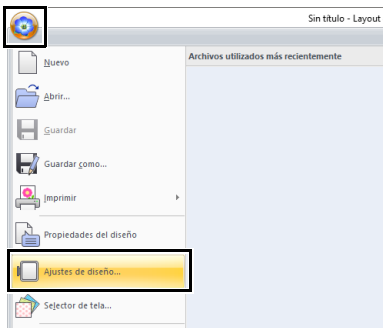 Sin título - Layout
Archivos utilizados más recientemente
Nuevo
Abrir...
Guardar
Guardar como...
Imprimir
Propiedades del diseño
Ajustes de diseño...
Selector de tela...